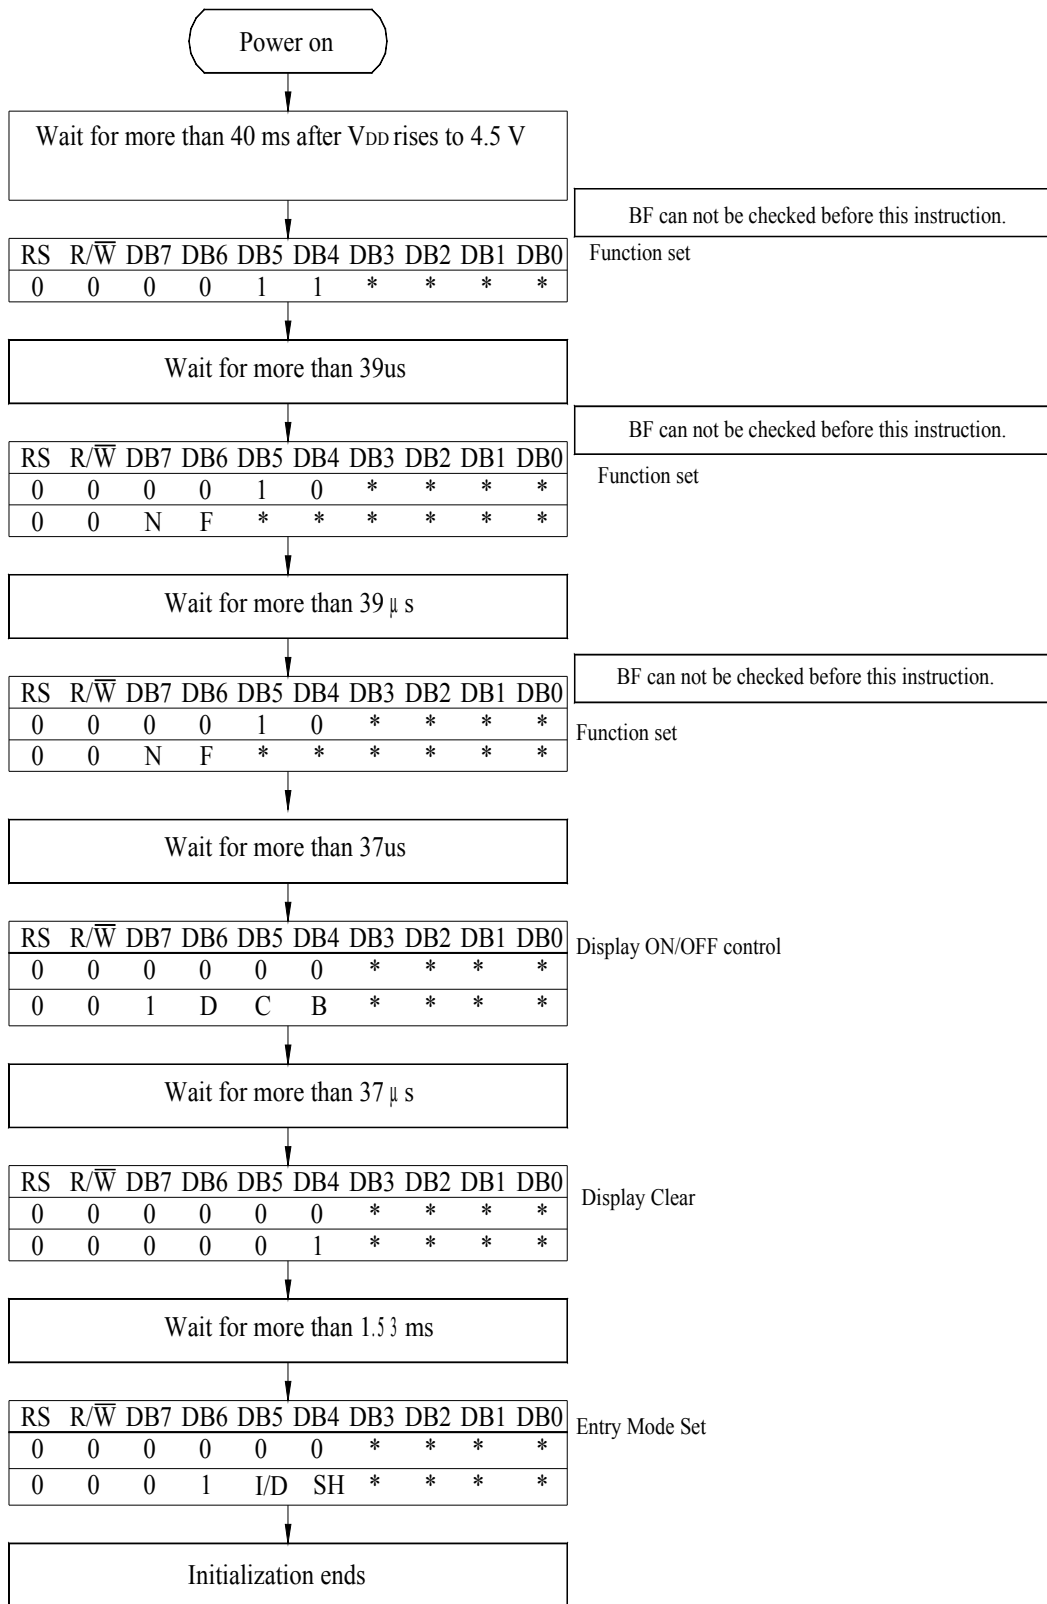 Power on
Wait for more than 40 ms after VDD rises to 4.5 V
BF can not be checked before this instruction.
RS R/W̅ DB7 DB6 DB5 DB4 DB3 DB2 DB1 DB0
Function set
0 0 0 0 1 1 * * * *
Wait for more than 39us
BF can not be checked before this instruction.
RS R/W̅ DB7 DB6 DB5 DB4 DB3 DB2 DB1 DB0
Function set
0 0 0 0 1 0 * * * *
0 0 N F * * * * * *
Wait for more than 39 μ s
BF can not be checked before this instruction.
RS R/W̅ DB7 DB6 DB5 DB4 DB3 DB2 DB1 DB0
0 0 0 0 1 0 * * * *
Function set
0 0 N F * * * * * *
Wait for more than 37us
RS R/W̅ DB7 DB6 DB5 DB4 DB3 DB2 DB1 DB0
Display ON/OFF control
0 0 0 0 0 0 * * * *
0 0 1 D C B * * * *
Wait for more than 37 μ s
RS R/W̅ DB7 DB6 DB5 DB4 DB3 DB2 DB1 DB0
Display Clear
0 0 0 0 0 0 * * * *
0 0 0 0 0 1 * * * *
Wait for more than 1.53 ms
RS R/W̅ DB7 DB6 DB5 DB4 DB3 DB2 DB1 DB0
Entry Mode Set
0 0 0 0 0 0 * * * *
0 0 0 1 I/D SH * * * *
Initialization ends